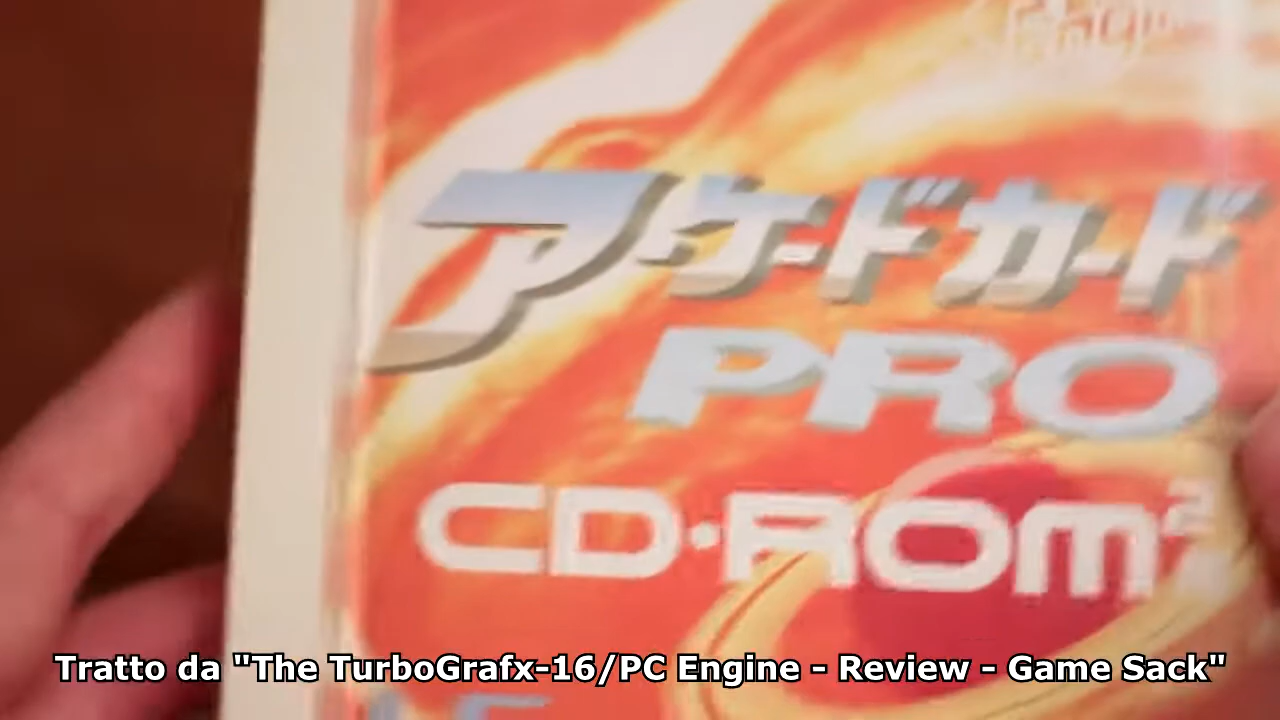 アーケードカード
PRO
CD·ROM²
Tratto da "The TurboGrafx-16/PC Engine - Review - Game Sack"